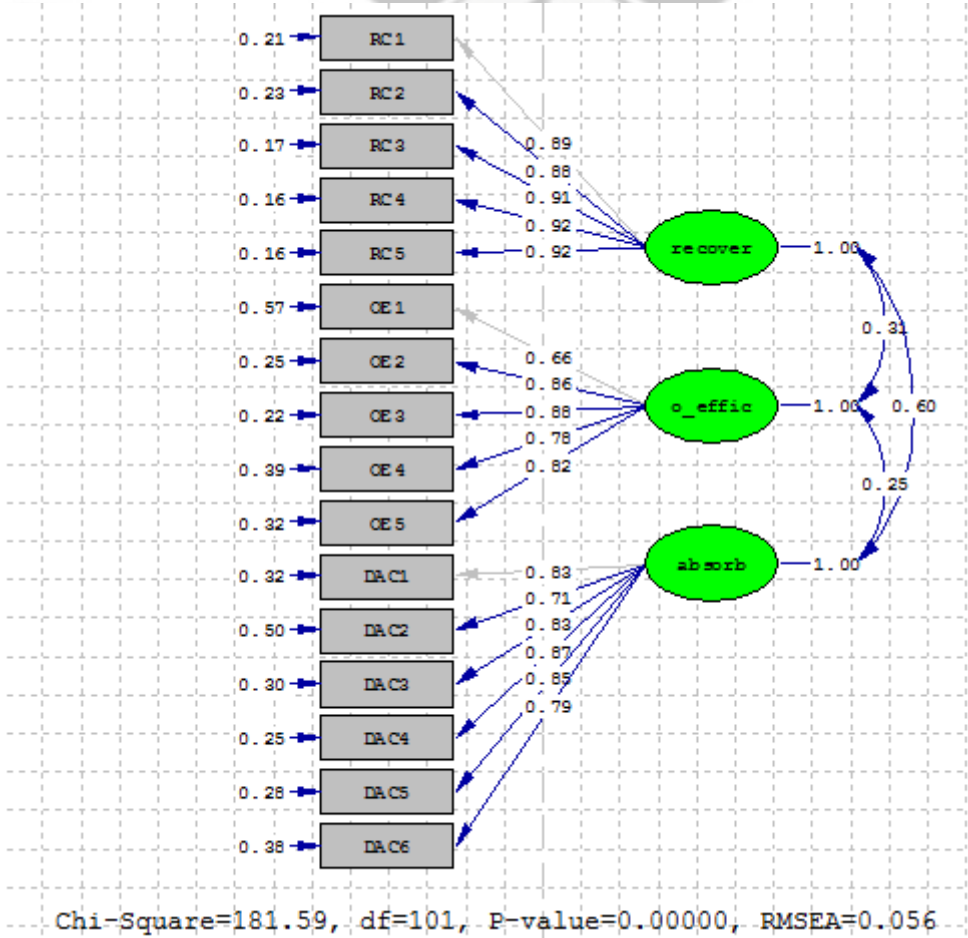 0.21 RC1
0.23 RC2
0.17 RC3
0.16 RC4
0.16 RC5
0.57 OE1
0.25 OE2
0.22 OE3
0.39 OE4
0.32 OE5
0.32 DAC1
0.50 DAC2
0.30 DAC3
0.25 DAC4
0.28 DAC5
0.38 DAC6
0.89
0.88
0.91
0.92
0.92
0.66
0.86
0.88
0.78
0.82
0.83
0.71
0.83
0.87
0.85
0.79
recover 1.00
o_effic 1.00
absorb 1.00
0.31
0.60
0.25
Chi-Square=181.59, df=101, P-value=0.00000, RMSEA=0.056